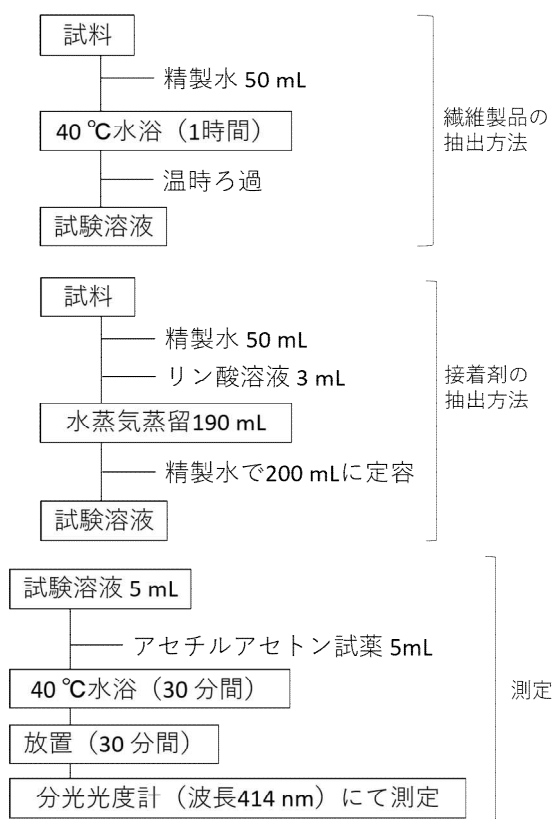 試料
精製水 50 mL
40 ℃水浴（1時間）
温時ろ過
試験溶液
繊維製品の
抽出方法
試料
精製水 50 mL
リン酸溶液 3 mL
水蒸気蒸留190 mL
精製水で200 mLに定容
試験溶液
接着剤の
抽出方法
試験溶液 5 mL
アセチルアセトン試薬 5mL
40 ℃水浴（30 分間）
放置（30 分間）
分光光度計（波長414 nm）にて測定
測定